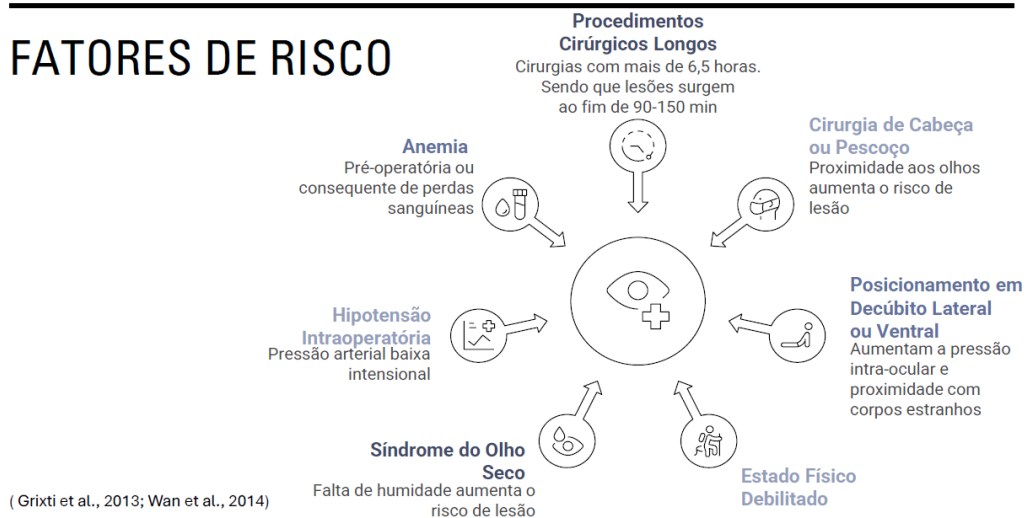 FATORES DE RISCO
Procedimentos
Cirúrgicos Longos
Cirurgias com mais de 6,5 horas.
Sendo que lesões surgem
ao fim de 90-150 min
Anemia
Pré-operatória ou
consequente de perdas
sanguíneas
Cirurgia de Cabeça
ou Pescoço
Proximidade aos olhos
aumenta o risco de
lesão
Hipotensão
Intraoperatória
Pressão arterial baixa
intensional
Posicionamento em
Decúbito Lateral
ou Ventral
Aumentam a pressão
intra-ocular e
proximidade com
corpos estranhos
Síndrome do Olho
Seco
Falta de humidade aumenta o
risco de lesão
Estado Físico
Debilitado
( Grixti et al., 2013; Wan et al., 2014)